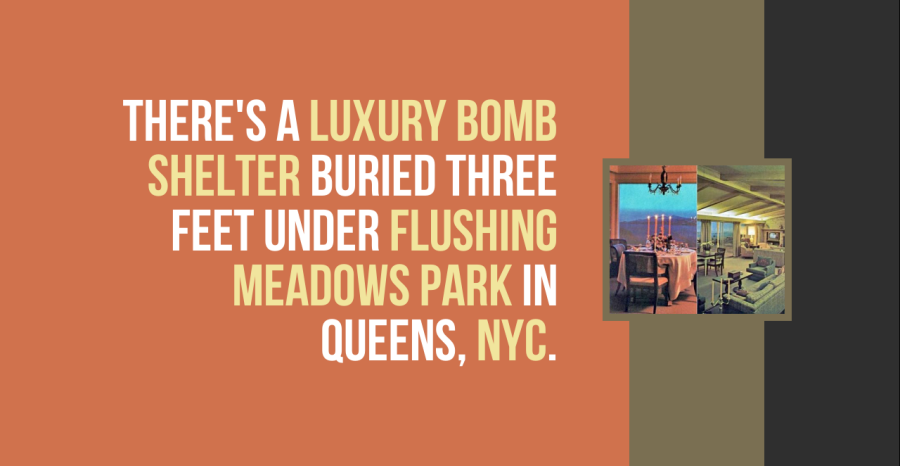 THERE'S A LUXURY BOMB
SHELTER BURIED THREE
FEET UNDER FLUSHING
MEADOWS PARK IN
QUEENS, NYC.